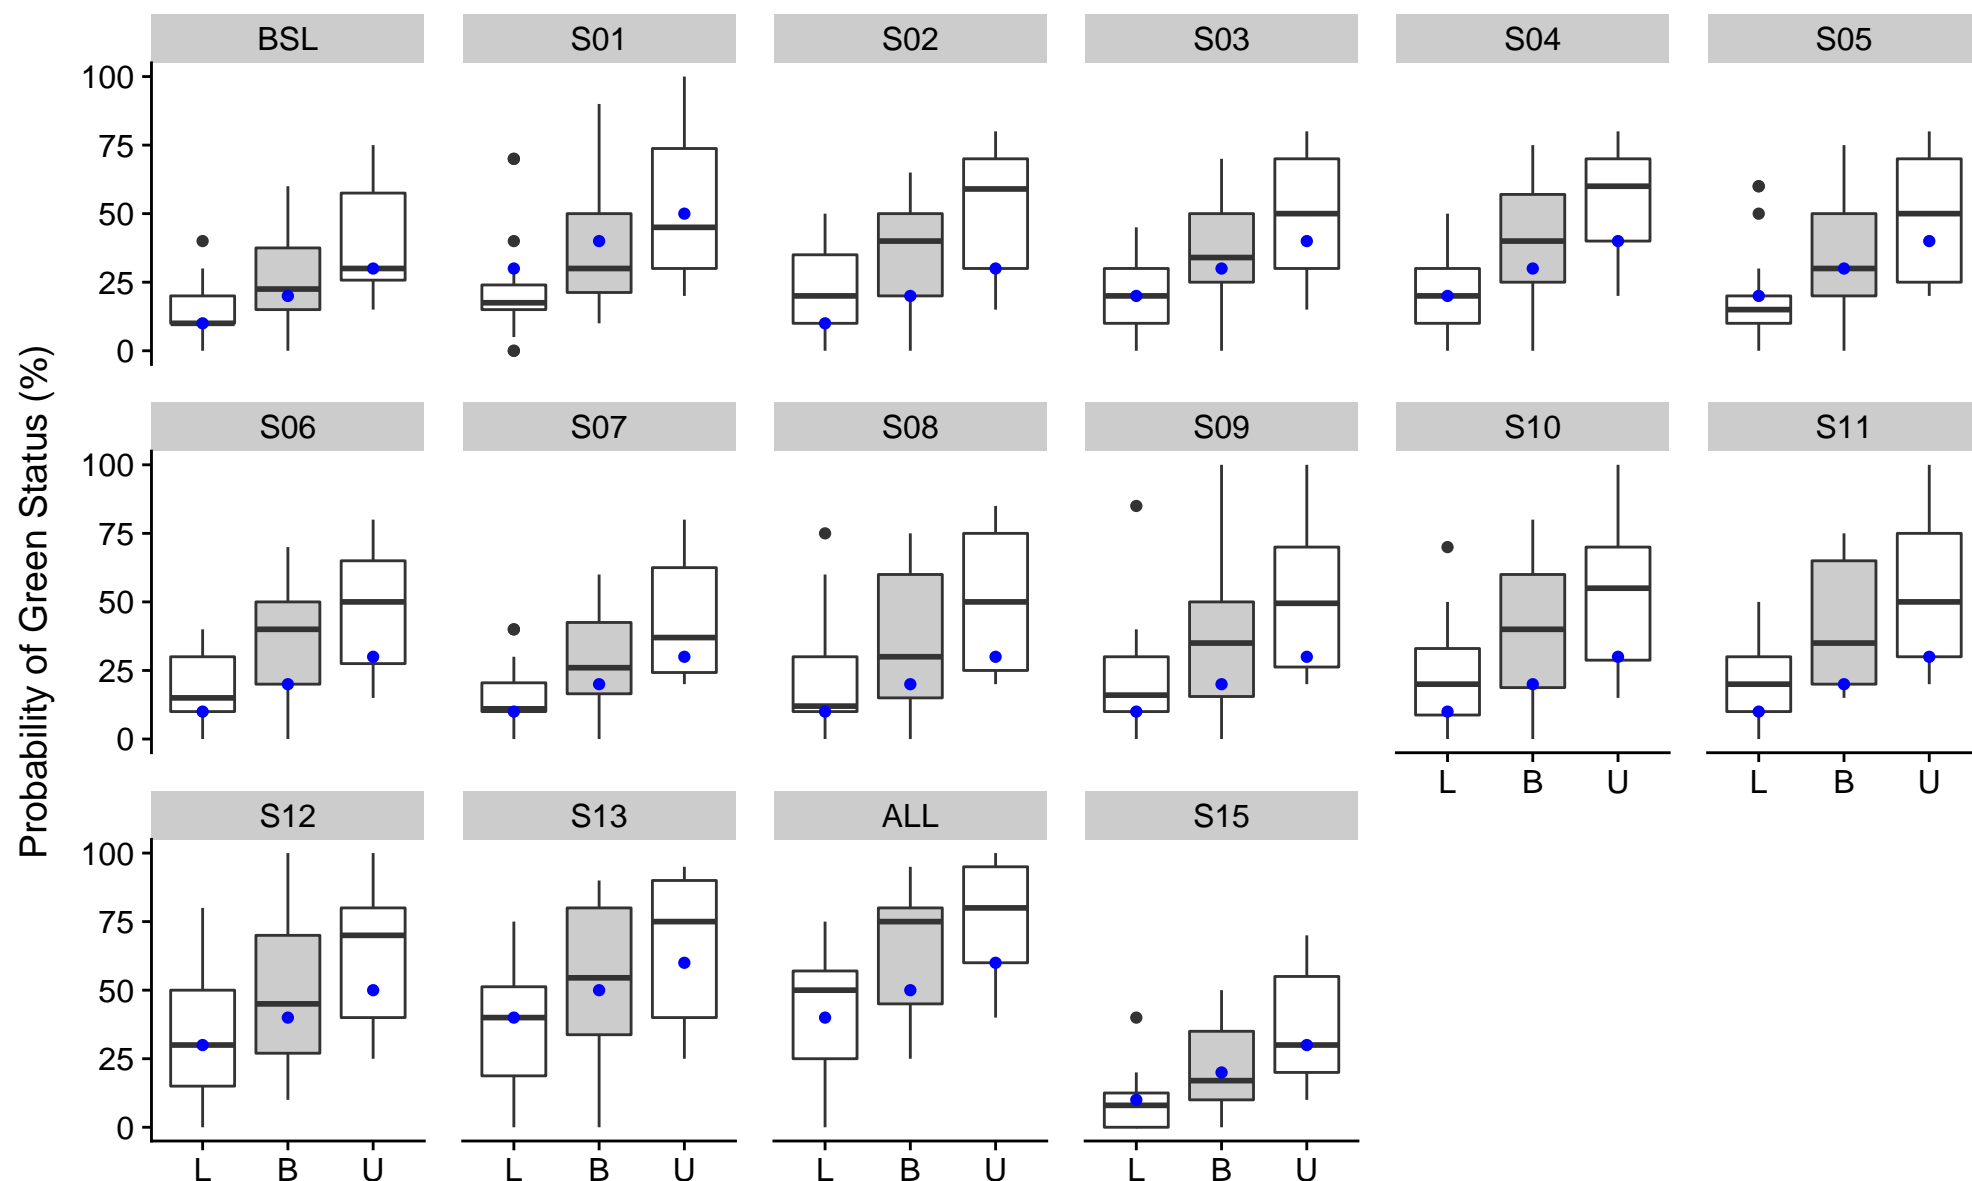 BSL S01 S02 S03 S04 S05
100
75
50
25
0
S06 S07 S08 S09 S10 S11
100
75
50
25
0
L B U L B U
S12 S13 ALL S15
100
75
50
25
0
L B U L B U L B U L B U
Probability of Green Status (%)